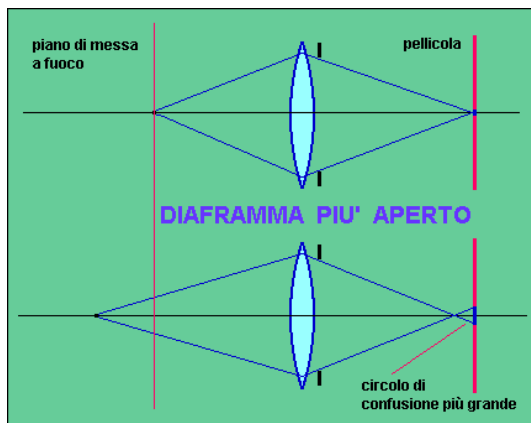 piano di messa
a fuoco
pellicola
DIAFRAMMA PIU' APERTO
circolo di
confusione più grande